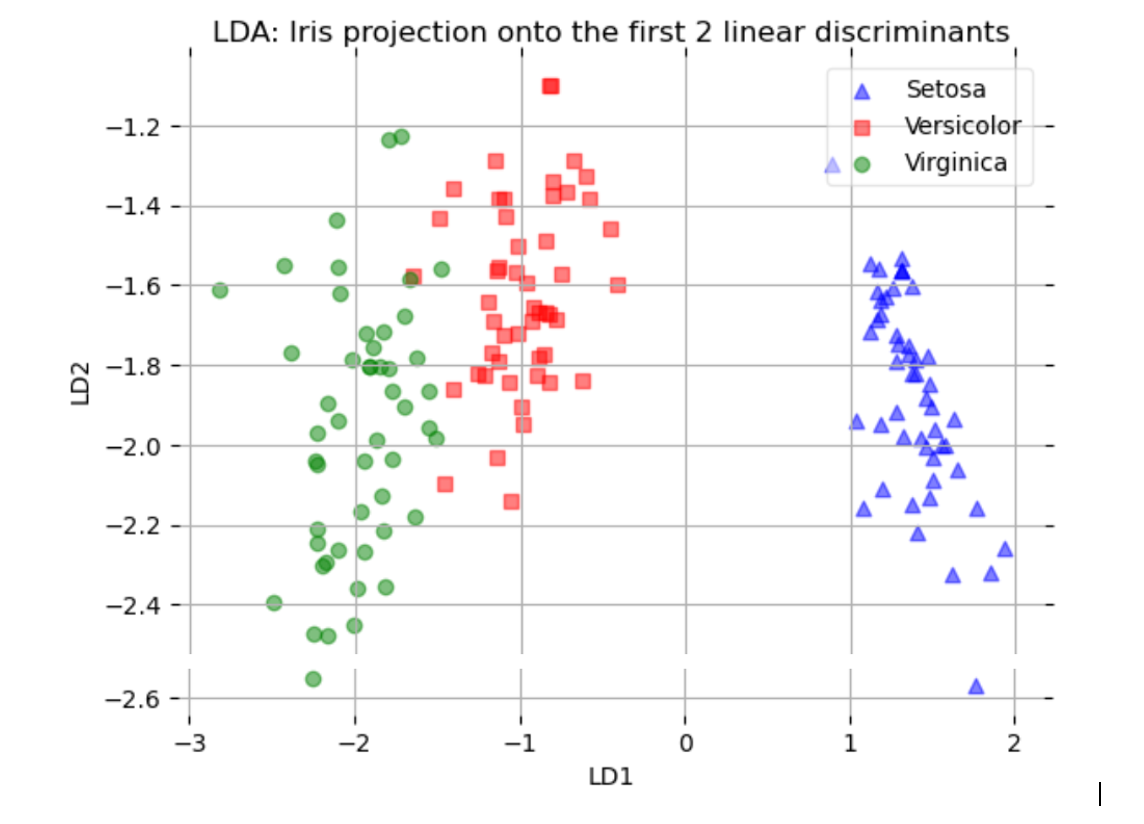 LDA: Iris projection onto the first 2 linear discriminants
Setosa
Versicolor
Virginica
−1.2
−1.4
−1.6
−1.8
−2.0
−2.2
−2.4
−2.6
LD2
−3 −2 −1 0 1 2
LD1